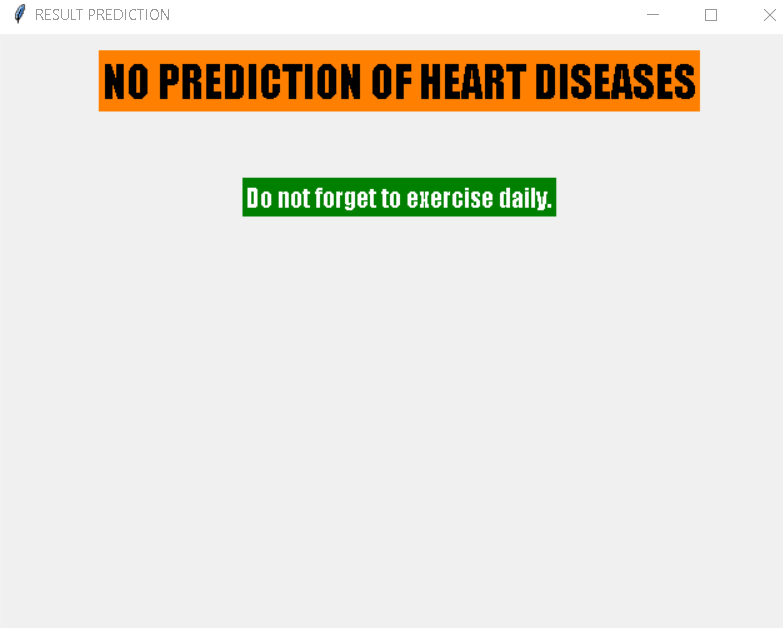 RESULT PREDICTION
NO PREDICTION OF HEART DISEASES
Do not forget to exercise daily.